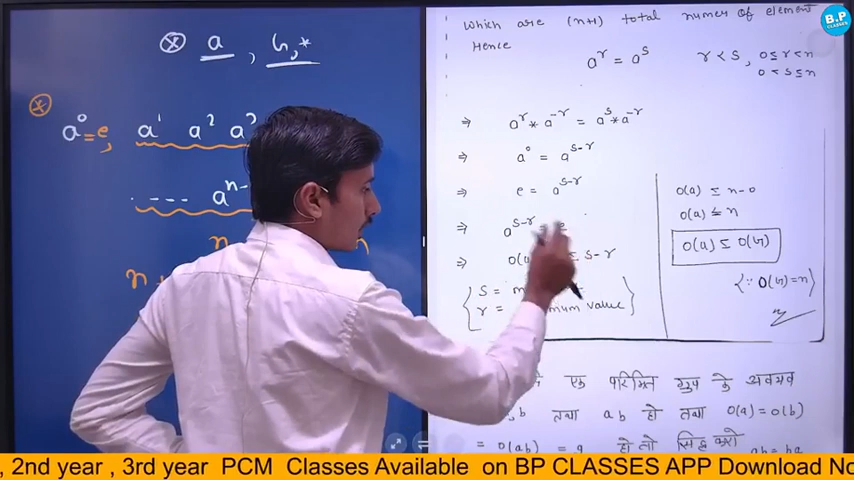 a , G,*
a⁰=e, a¹ a² a³
---- aⁿ⁻
n
n
n
Which are (n+1) total numer of element
Hence
aʳ = aˢ r < s, 0≤r<n
0<s≤n
⇒ aʳ * a⁻ʳ = aˢ * a⁻ʳ
⇒ a⁰ = aˢ⁻ʳ
⇒ e = aˢ⁻ʳ
⇒ aˢ⁻ʳ = e
⇒ o(a) ≤ s-r
s = m
r = mum value
o(a) ≤ n-0
o(a) ≤ n
o(a) ≤ o(G)
{∵ o(G)=n}
एक परिमित ग्रुप के अवयव
तथा ab हो तथा o(a) = o(b)
= o(ab) = 2 हो तो सिद्ध करो ab = ba
B.P
CLASSES
, 2nd year , 3rd year PCM Classes Available on BP CLASSES APP Download No